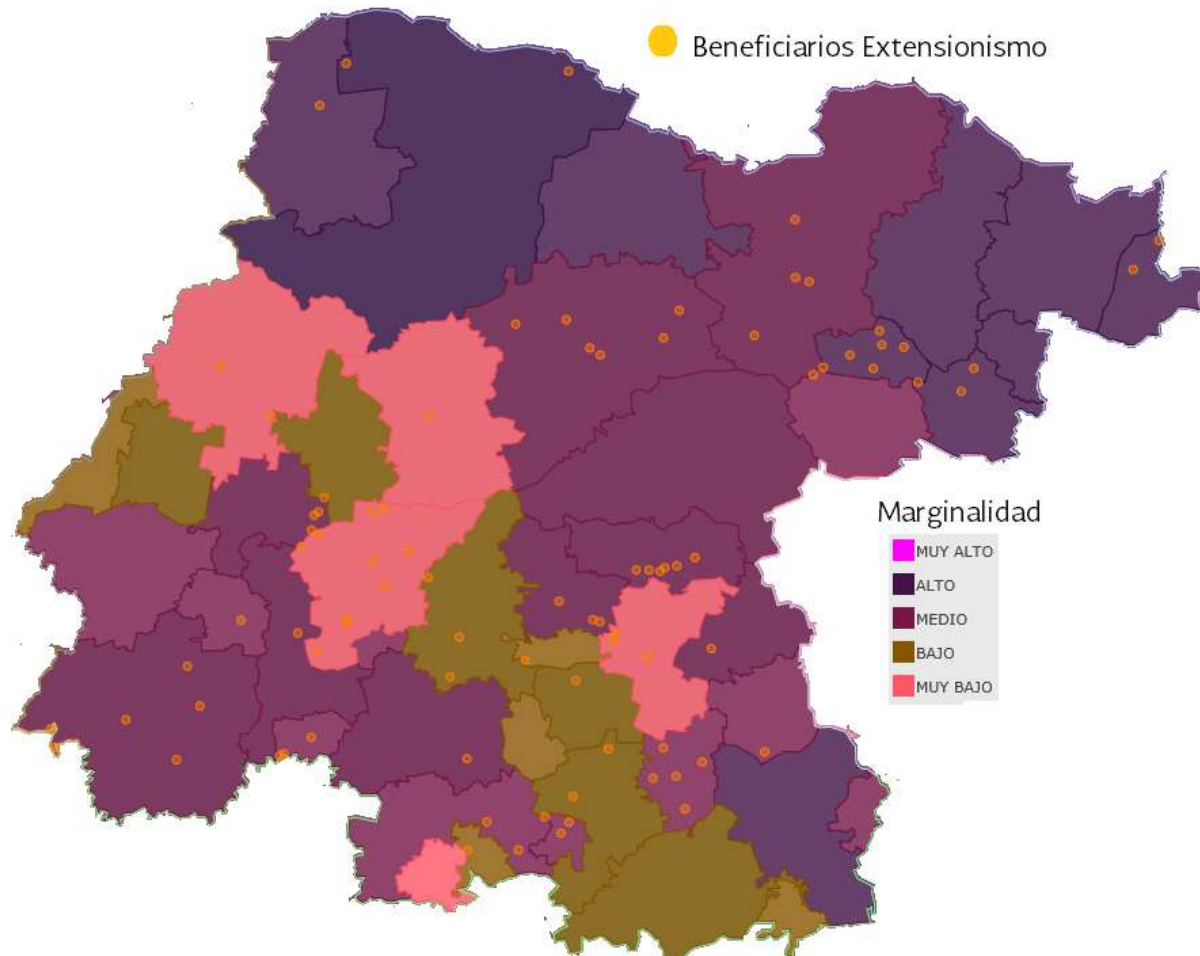 Beneficiarios Extensionismo
Marginalidad
MUY ALTO
ALTO
MEDIO
BAJO
MUY BAJO